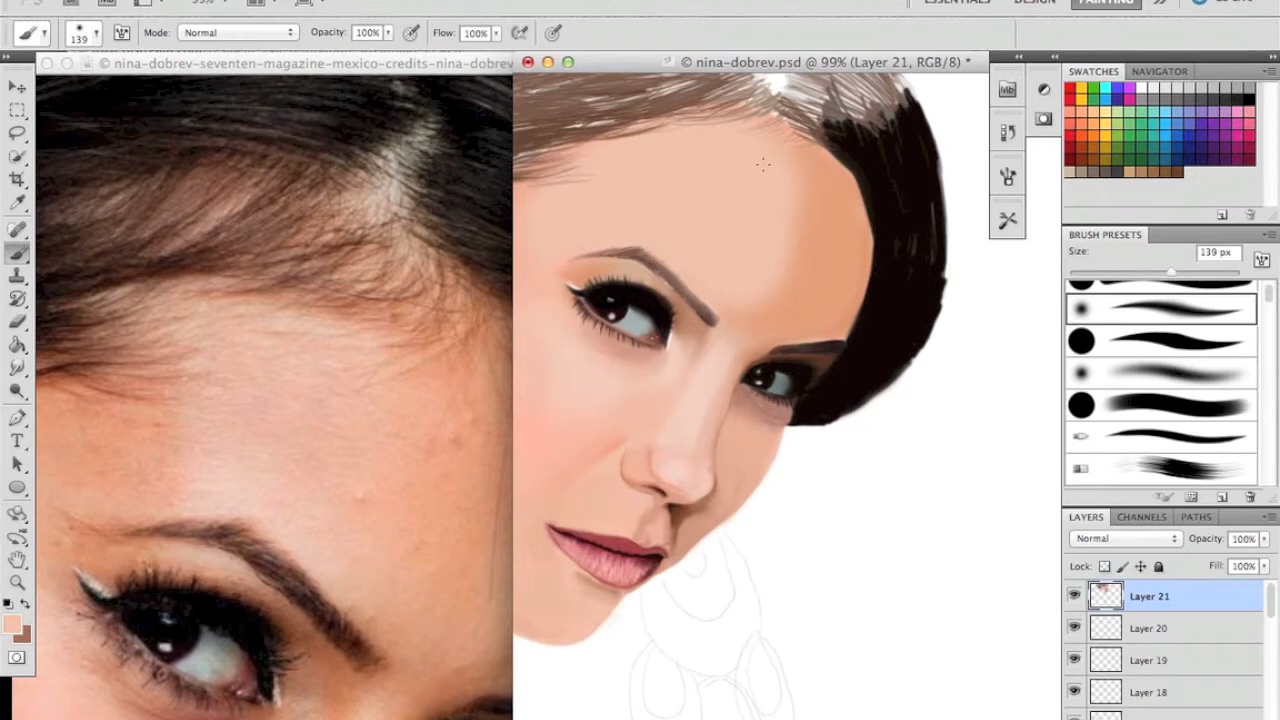 99%
ESSENTIALS
DESIGN
PAINTING
139
Mode: Normal
Opacity: 100%
Flow: 100%
© nina-dobrev-seventen-magazine-mexico-credits-nina-dobrev
© nina-dobrev.psd @ 99% (Layer 21, RGB/8) *
Mb
SWATCHES
NAVIGATOR
BRUSH PRESETS
Size:
139 px
LAYERS
CHANNELS
PATHS
Normal
Opacity: 100%
Lock:
Fill: 100%
Layer 21
Layer 20
Layer 19
Layer 18